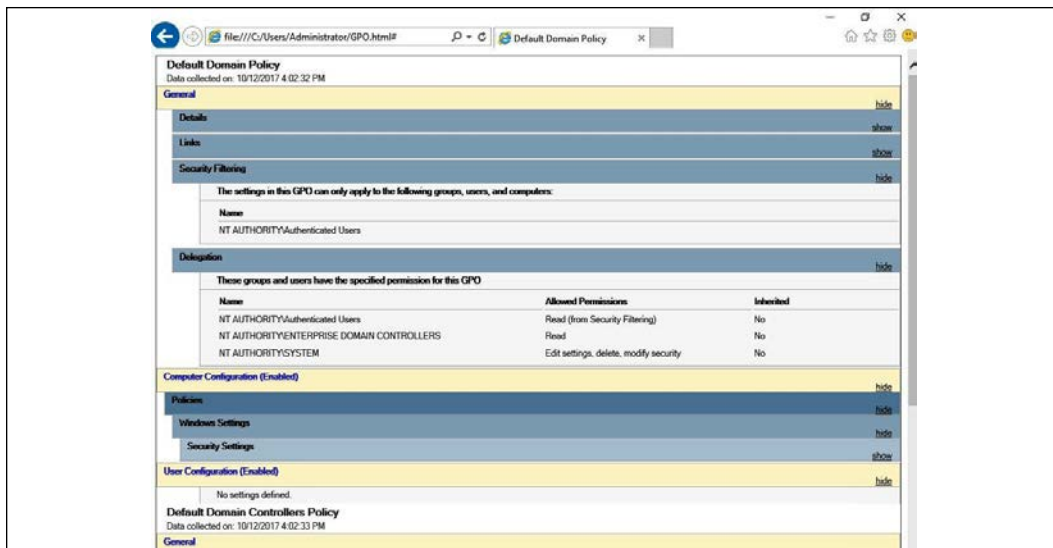 file:///C:/Users/Administrator/GPO.html#
Default Domain Policy
Default Domain Policy
Data collected on: 10/12/2017 4:02:32 PM
General
hide
Details
show
Links
show
Security Filtering
hide
The settings in this GPO can only apply to the following groups, users, and computers:
Name
NT AUTHORITY\Authenticated Users
Delegation
hide
These groups and users have the specified permission for this GPO
Name Allowed Permissions Inherited
NT AUTHORITY\Authenticated Users Read (from Security Filtering) No
NT AUTHORITY\ENTERPRISE DOMAIN CONTROLLERS Read No
NT AUTHORITY\SYSTEM Edit settings, delete, modify security No
Computer Configuration (Enabled)
hide
Policies
hide
Windows Settings
hide
Security Settings
show
User Configuration (Enabled)
hide
No settings defined.
Default Domain Controllers Policy
Data collected on: 10/12/2017 4:02:33 PM
General